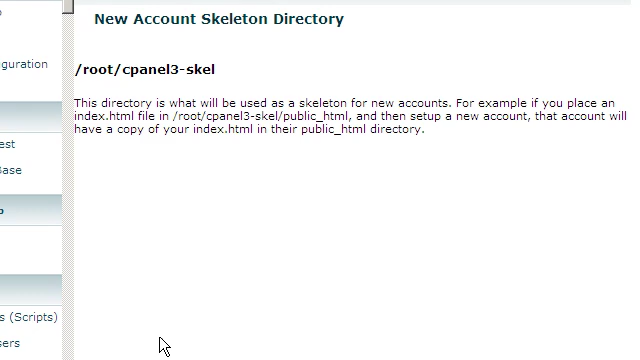 New Account Skeleton Directory
/root/cpanel3-skel
This directory is what will be used as a skeleton for new accounts. For example if you place an
index.html file in /root/cpanel3-skel/public_html, and then setup a new account, that account will
have a copy of your index.html in their public_html directory.
guration
est
Base
s (Scripts)
sers